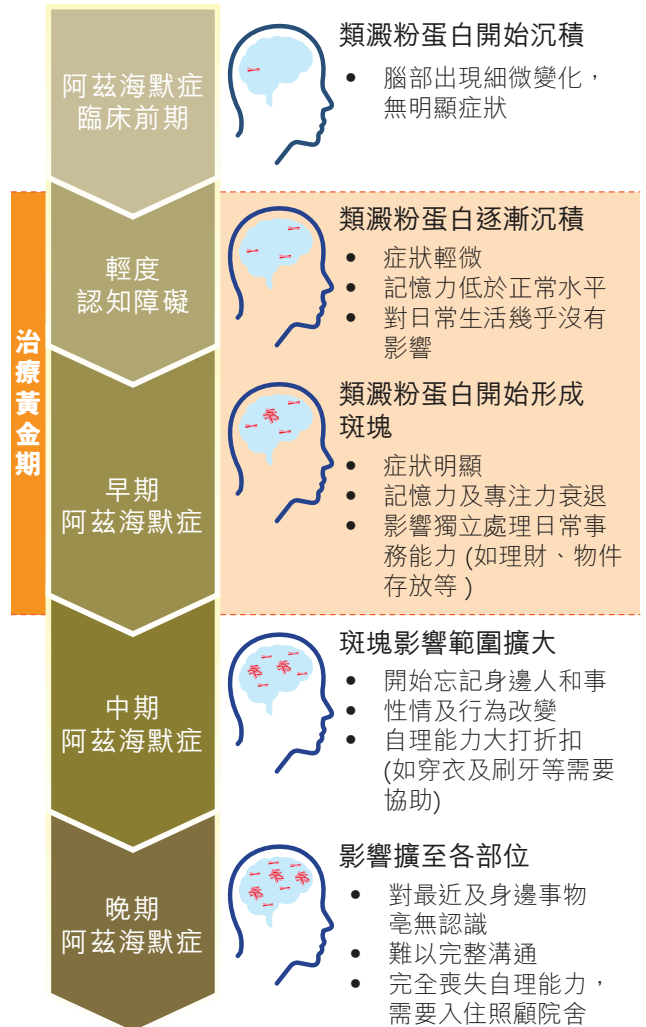 阿茲海默症
臨床前期
類澱粉蛋白開始沉積
• 腦部出現細微變化，
無明顯症狀
治療黃金期
輕度
認知障礙
類澱粉蛋白逐漸沉積
• 症狀輕微
• 記憶力低於正常水平
• 對日常生活幾乎沒有
影響
早期
阿茲海默症
類澱粉蛋白開始形成
斑塊
• 症狀明顯
• 記憶力及專注力衰退
• 影響獨立處理日常事
務能力 (如理財、物件
存放等 )
中期
阿茲海默症
斑塊影響範圍擴大
• 開始忘記身邊人和事
• 性情及行為改變
• 自理能力大打折扣
(如穿衣及刷牙等需要
協助)
晚期
阿茲海默症
影響擴至各部位
• 對最近及身邊事物
毫無認識
• 難以完整溝通
• 完全喪失自理能力，
需要入住照顧院舍